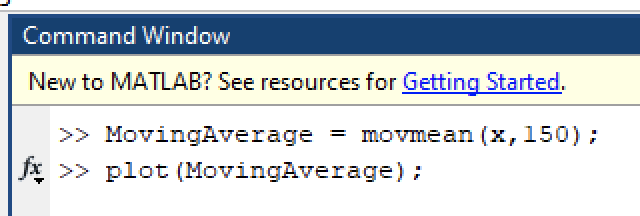 Command Window
New to MATLAB? See resources for Getting Started.
>> MovingAverage = movmean(x,150);
fx >> plot(MovingAverage);